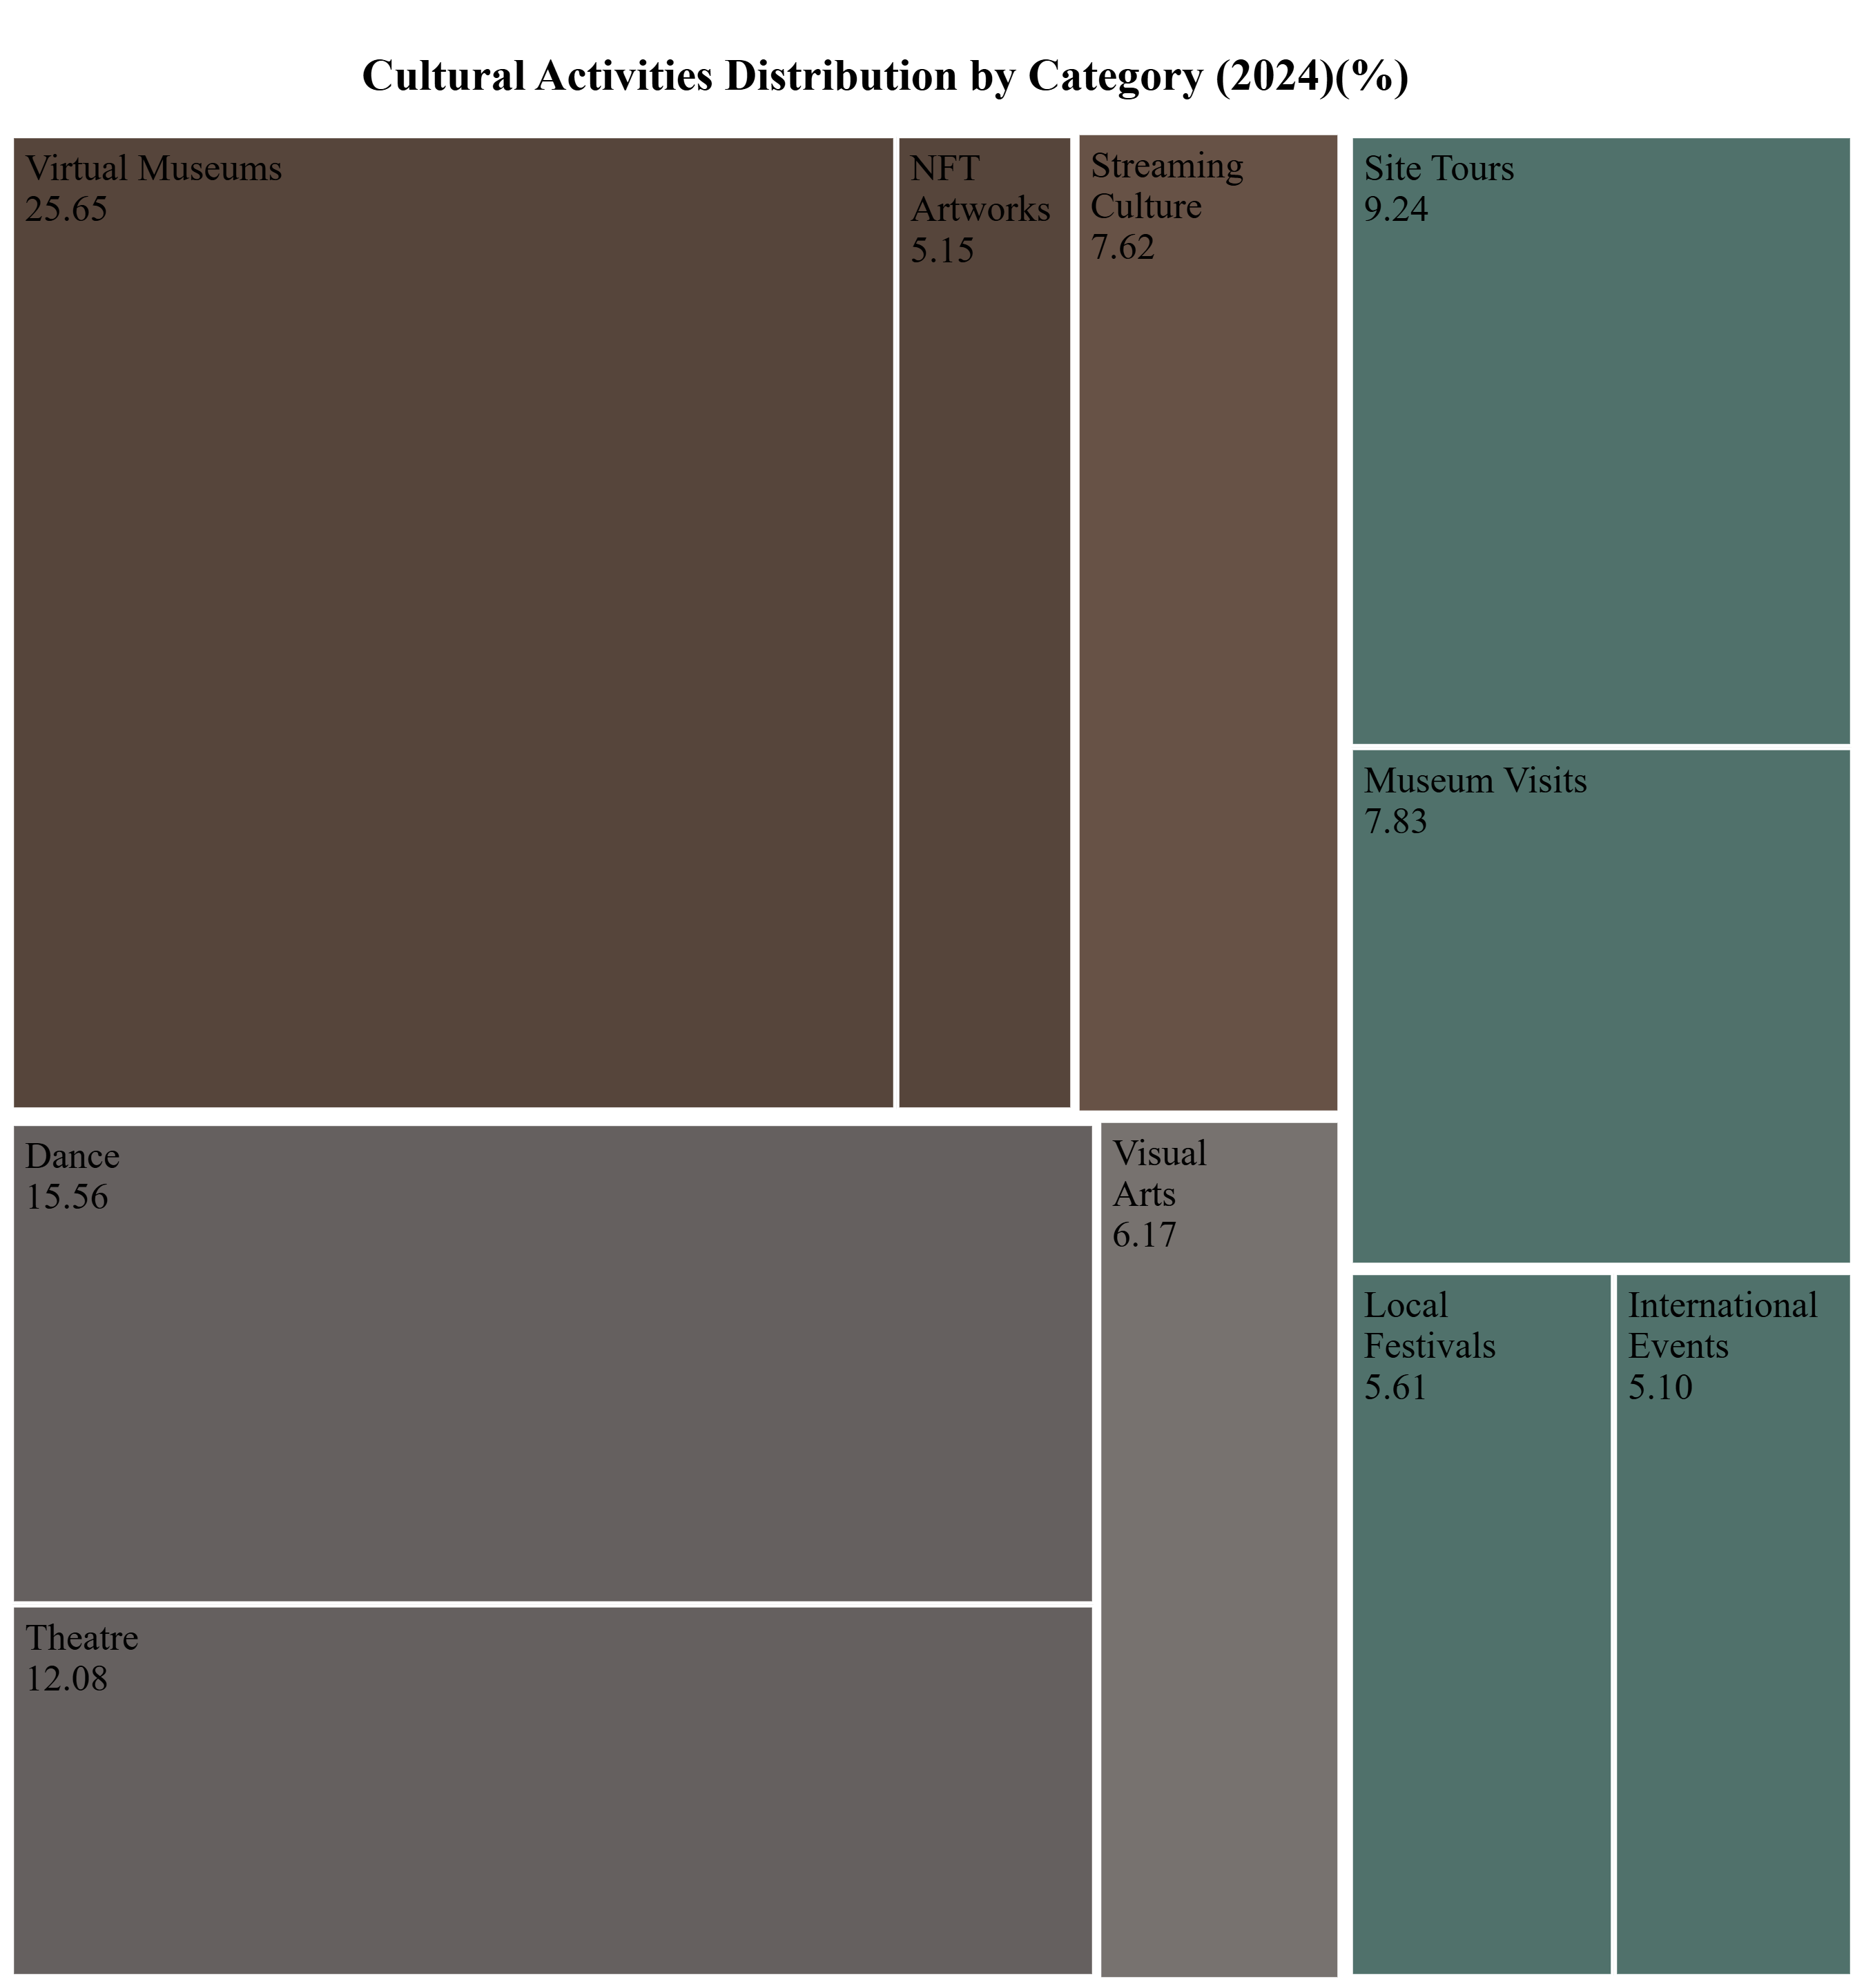 Cultural Activities Distribution by Category (2024)(%)
Virtual Museums
25.65
NFT
Artworks
5.15
Streaming
Culture
7.62
Site Tours
9.24
Museum Visits
7.83
Dance
15.56
Visual
Arts
6.17
Local
Festivals
5.61
International
Events
5.10
Theatre
12.08